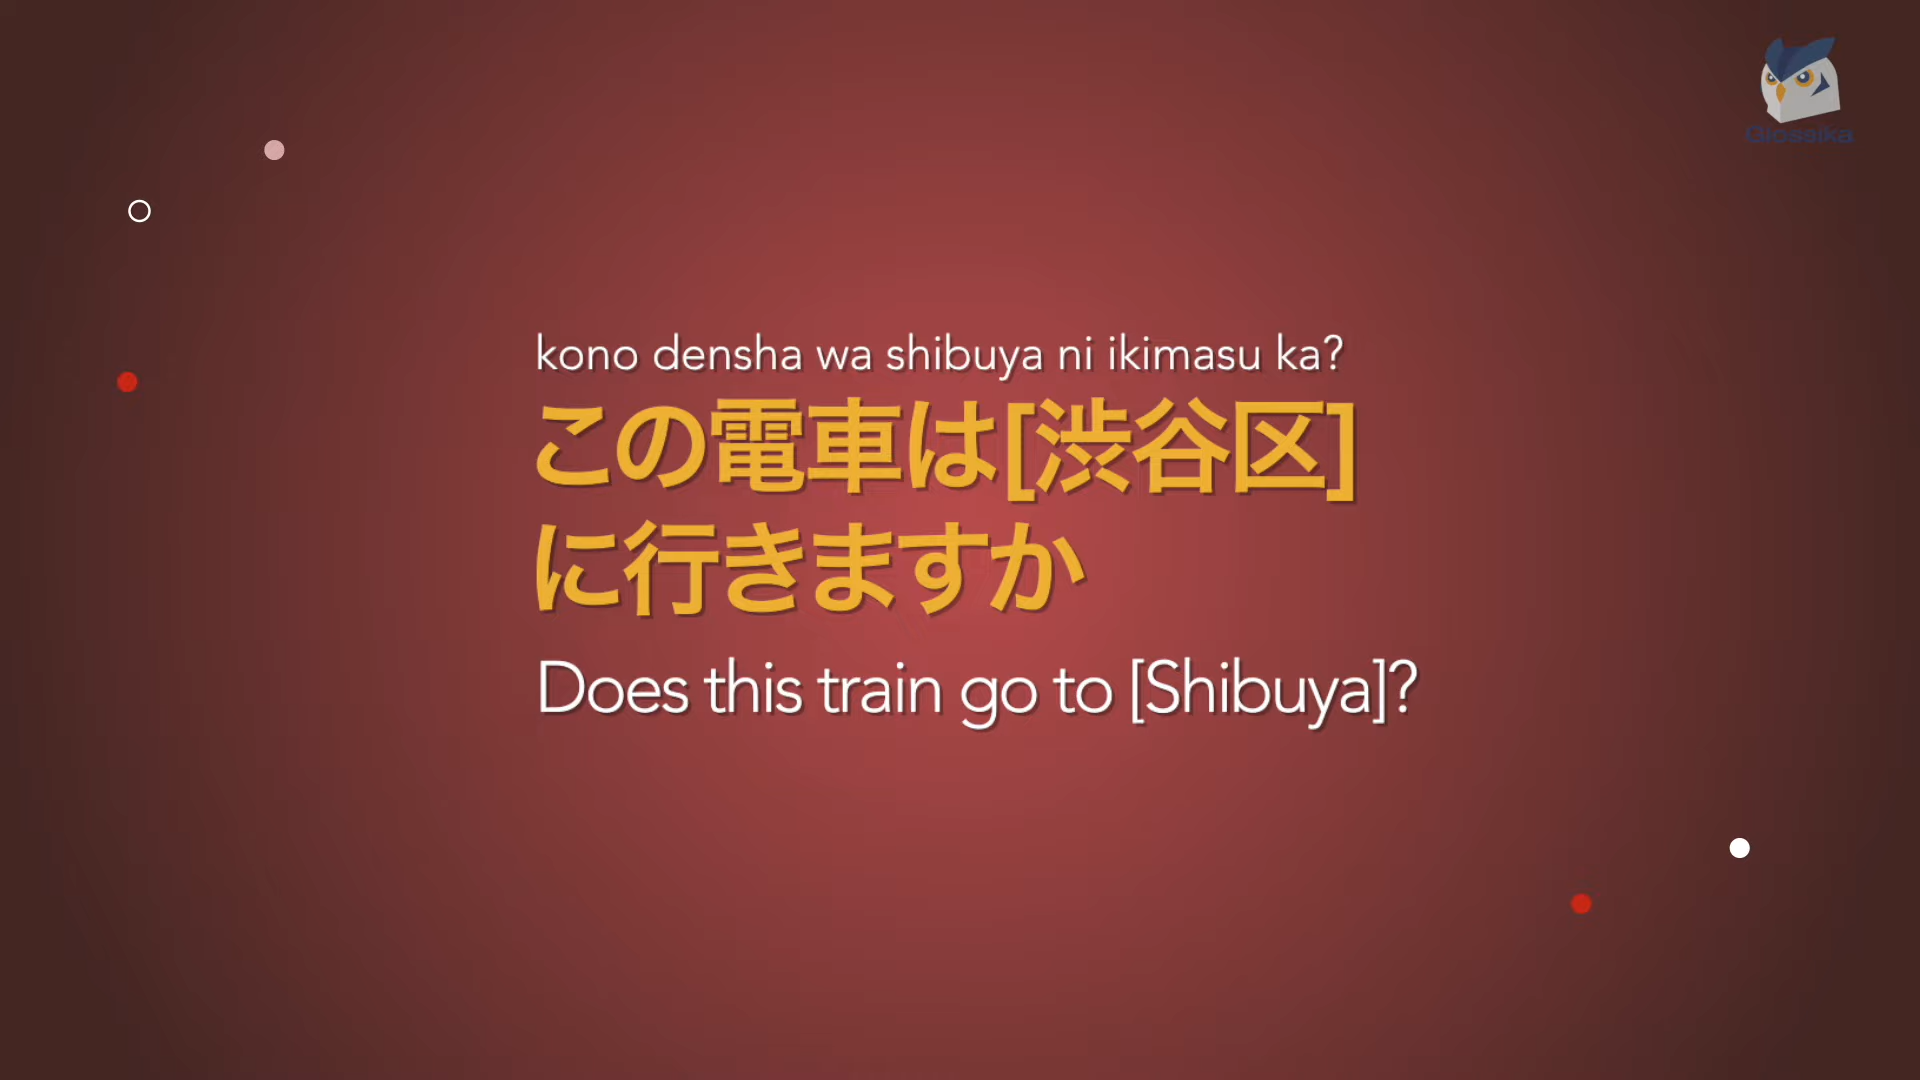 Glossika
kono densha wa shibuya ni ikimasu ka?
この電車は[渋谷区]
に行きますか
Does this train go to [Shibuya]?